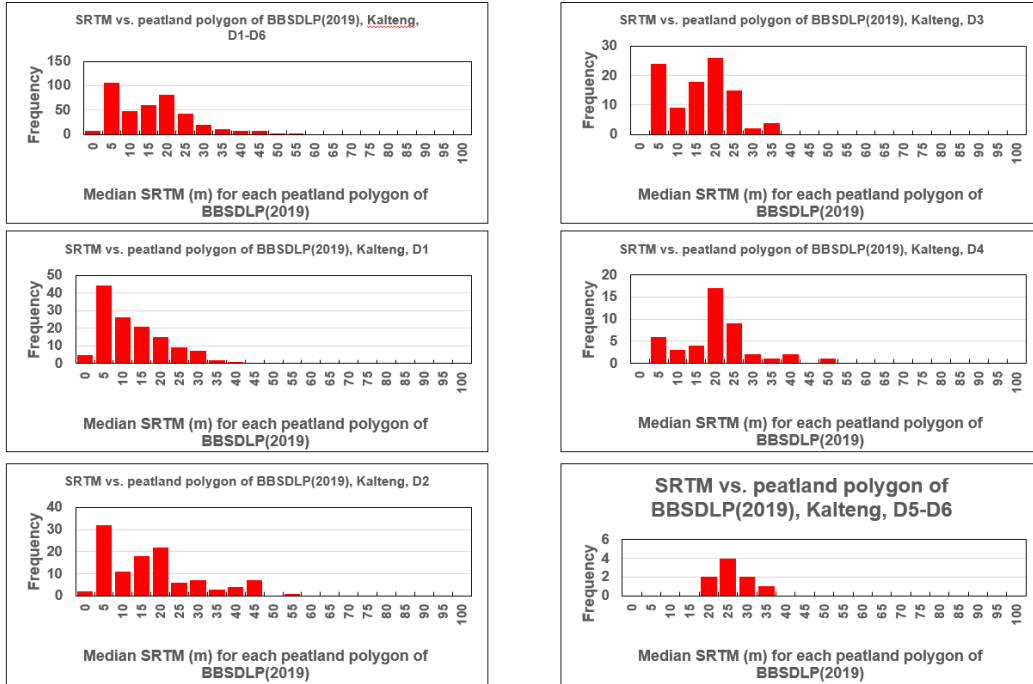 SRTM vs. peatland polygon of BBSDLP(2019), Kalteng,
D1-D6
150
100
50
0
Frequency
0 5 10 15 20 25 30 35 40 45 50 55 60 65 70 75 80 85 90 95 100
Median SRTM (m) for each peatland polygon of
BBSDLP(2019)
SRTM vs. peatland polygon of BBSDLP(2019), Kalteng, D3
30
20
10
0
Frequency
0 5 10 15 20 25 30 35 40 45 50 55 60 65 70 75 80 85 90 95 100
Median SRTM (m) for each peatland polygon of
BBSDLP(2019)
SRTM vs. peatland polygon of BBSDLP(2019), Kalteng, D1
50
40
30
20
10
0
Frequency
0 5 10 15 20 25 30 35 40 45 50 55 60 65 70 75 80 85 90 95 100
Median SRTM (m) for each peatland polygon of
BBSDLP(2019)
SRTM vs. peatland polygon of BBSDLP(2019), Kalteng, D4
20
15
10
5
0
Frequency
0 5 10 15 20 25 30 35 40 45 50 55 60 65 70 75 80 85 90 95 100
Median SRTM (m) for each peatland polygon of
BBSDLP(2019)
SRTM vs. peatland polygon of BBSDLP(2019), Kalteng, D2
40
30
20
10
0
Frequency
0 5 10 15 20 25 30 35 40 45 50 55 60 65 70 75 80 85 90 95 100
Median SRTM (m) for each peatland polygon of
BBSDLP(2019)
SRTM vs. peatland polygon of
BBSDLP(2019), Kalteng, D5-D6
6
4
2
0
Frequency
0 5 10 15 20 25 30 35 40 45 50 55 60 65 70 75 80 85 90 95 100
Median SRTM (m) for each peatland polygon of
BBSDLP(2019)